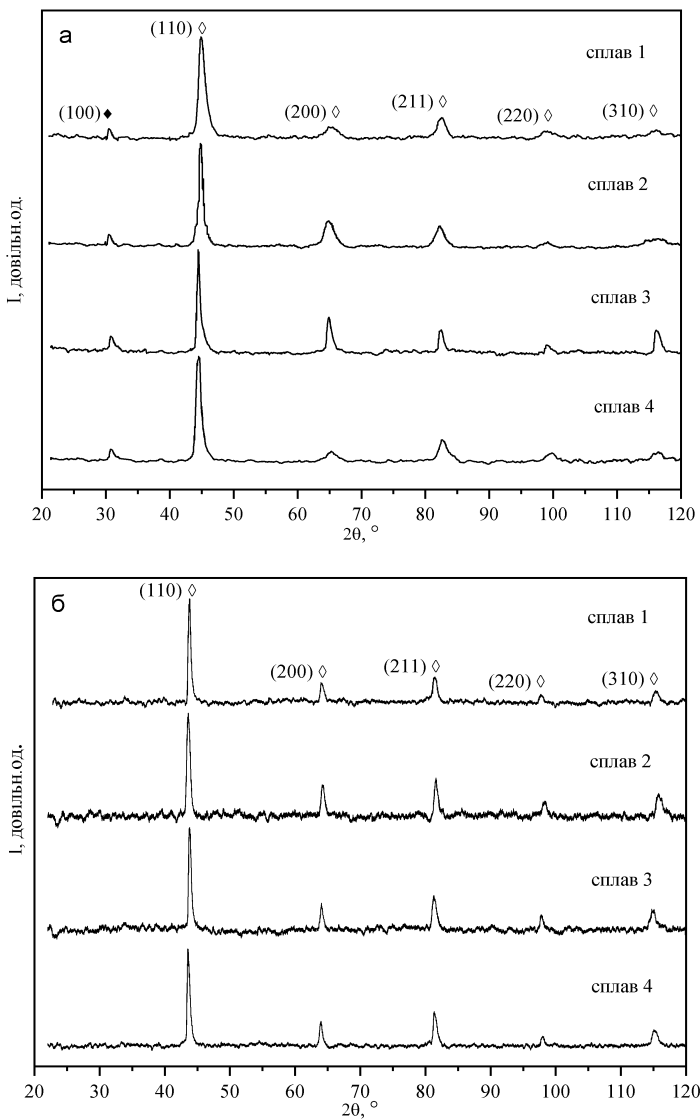 а
(110) ◊
сплав 1
(100) ♦
(200) ◊
(211) ◊
(220) ◊
(310) ◊
сплав 2
сплав 3
сплав 4
I, довільн.од.
20 30 40 50 60 70 80 90 100 110 120
2θ, °
б
(110) ◊
сплав 1
(200) ◊
(211) ◊
(220) ◊
(310) ◊
сплав 2
сплав 3
сплав 4
I, довільн.од.
20 30 40 50 60 70 80 90 100 110 120
2θ, °